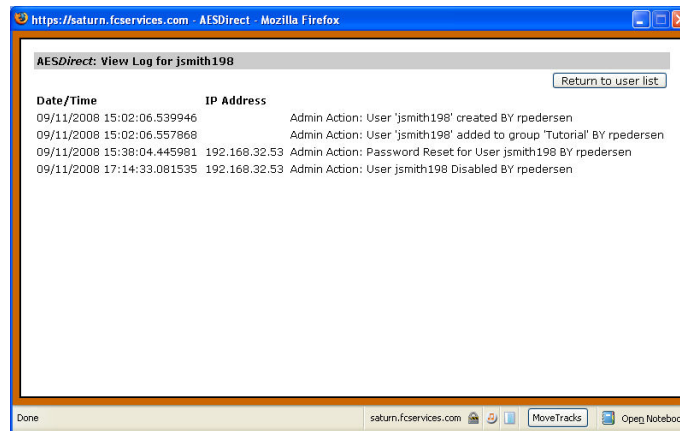 https://saturn.fcservices.com - AESDirect - Mozilla Firefox
AESDirect: View Log for jsmith198
Return to user list
Date/Time IP Address
09/11/2008 15:02:06.539946 Admin Action: User 'jsmith198' created BY rpedersen
09/11/2008 15:02:06.557868 Admin Action: User 'jsmith198' added to group 'Tutorial' BY rpedersen
09/11/2008 15:38:04.445981 192.168.32.53 Admin Action: Password Reset for User jsmith198 BY rpedersen
09/11/2008 17:14:33.081535 192.168.32.53 Admin Action: User jsmith198 Disabled BY rpedersen
Done saturn.fcservices.com MoveTracks Open Noteboo